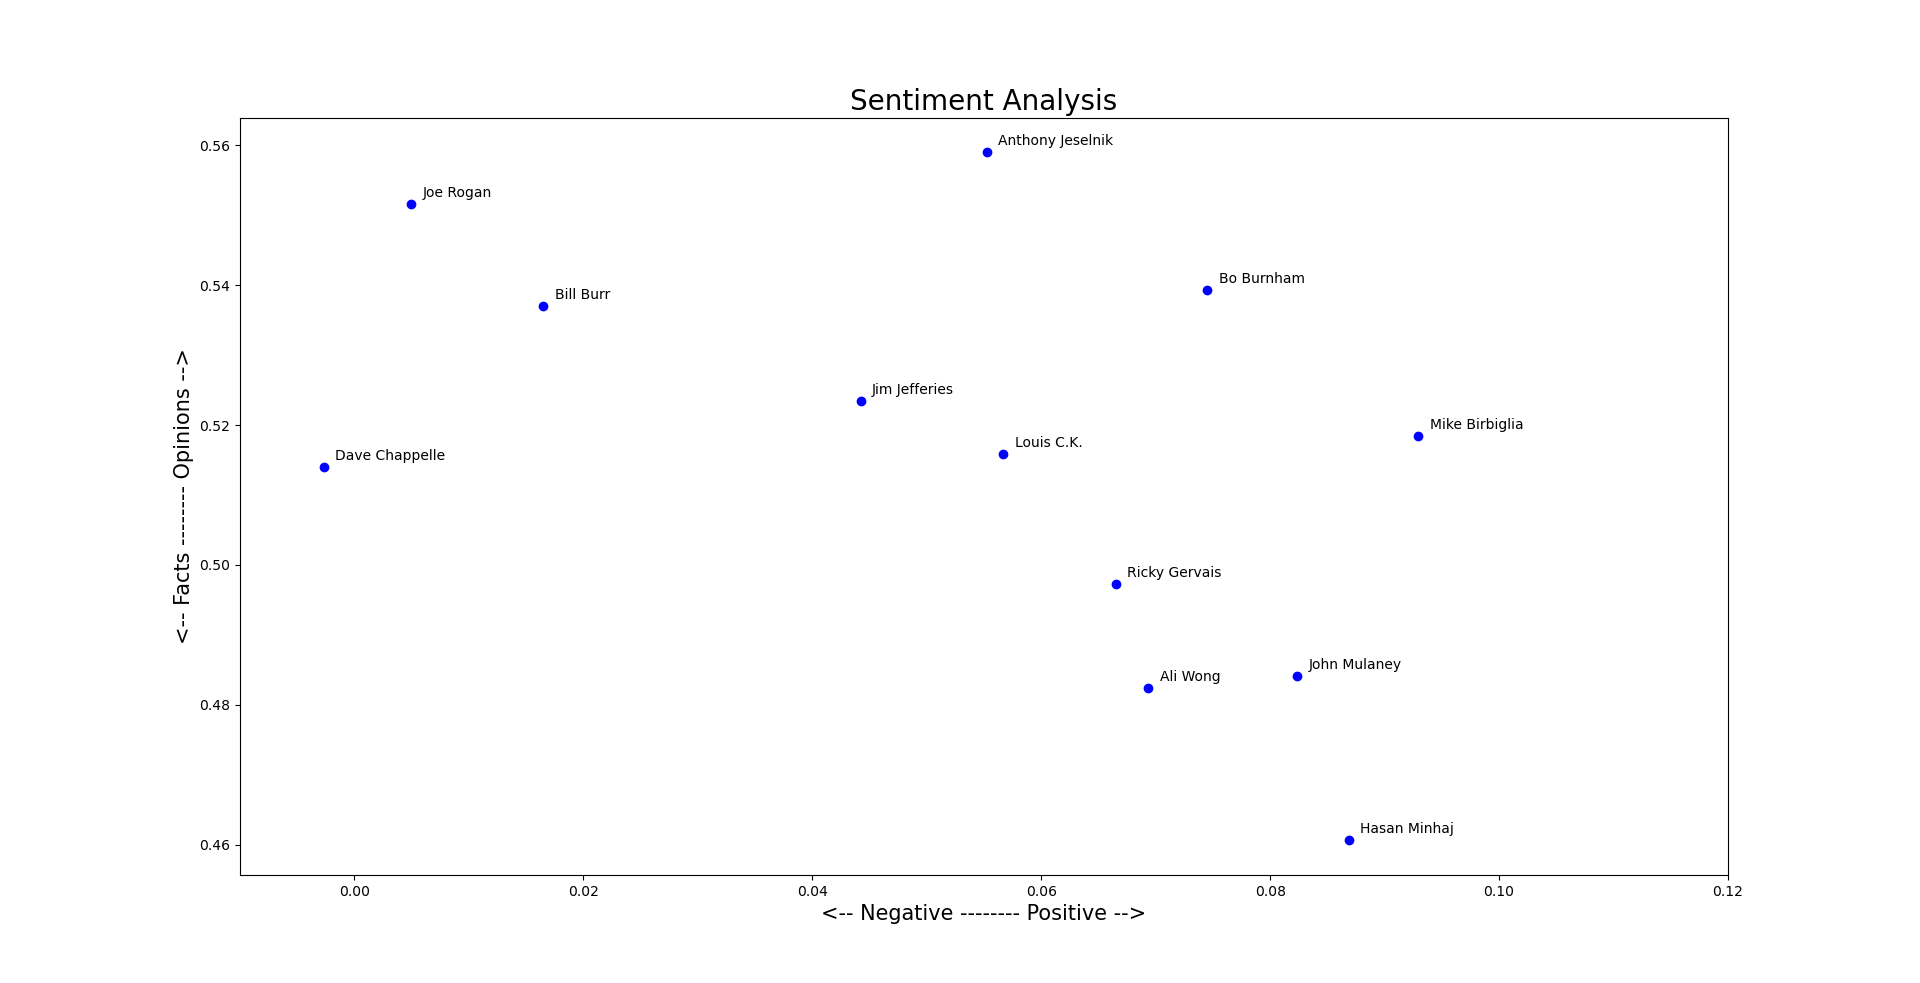 Sentiment Analysis
0.56
Anthony Jeselnik
Joe Rogan
0.54
Bo Burnham
Bill Burr
Jim Jefferies
0.52
Mike Birbiglia
Louis C.K.
Dave Chappelle
<-- Facts --------- Opinions -->
0.50
Ricky Gervais
John Mulaney
Ali Wong
0.48
Hasan Minhaj
0.46
0.00 0.02 0.04 0.06 0.08 0.10 0.12
<-- Negative -------- Positive -->